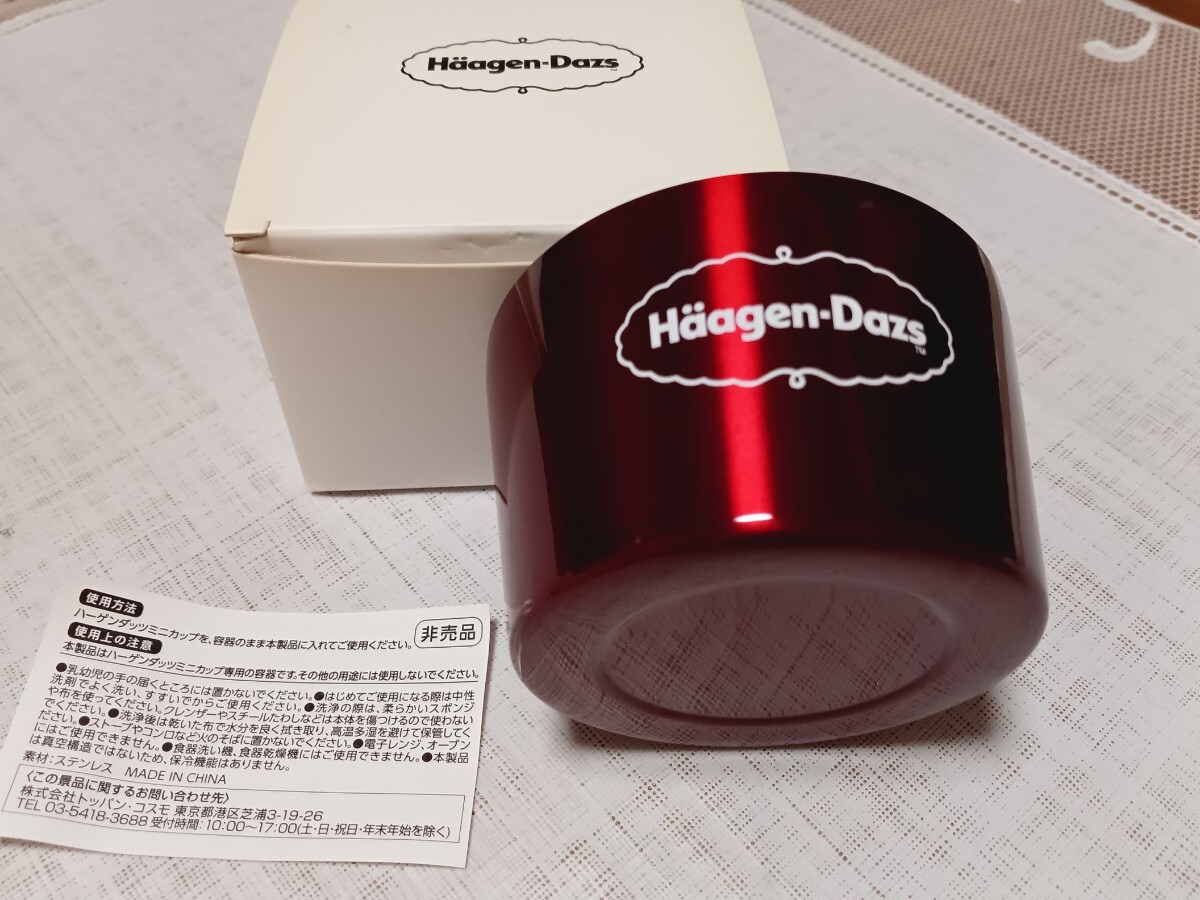 Häagen-Dazs
TM
Häagen-Dazs
TM
使用方法
ハーゲンダッツミニカップを、容器のまま本製品に入れてご使用ください。
非売品
使用上の注意
本製品はハーゲンダッツミニカップ専用の容器です。その他の用途には使用しないでください。
●乳幼児の手の届くところには置かないでください。●はじめてご使用になる際は中性
洗剤でよく洗い、すすいでからご使用ください。●洗浄の際は、柔らかいスポンジ
や布を使ってください。クレンザーやスチールたわしなどは本体を傷つけるので使わない
でください。●洗浄後は乾いた布で水分を良く拭き取り、高温多湿を避けて保管してく
ださい。●ストーブやコンロなど火のそばに置かないでください。●電子レンジ、オーブン
にはご使用できません。●食器洗い機、食器乾燥機にはご使用できません。●本製品
は真空構造ではないため、保冷機能はありません。
素材：ステンレス MADE IN CHINA
〈この景品に関するお問い合わせ先〉
株式会社トッパン・コスモ 東京都港区芝浦3-19-26
TEL 03-5418-3688 受付時間：10:00～17:00(土・日・祝日・年末年始を除く)